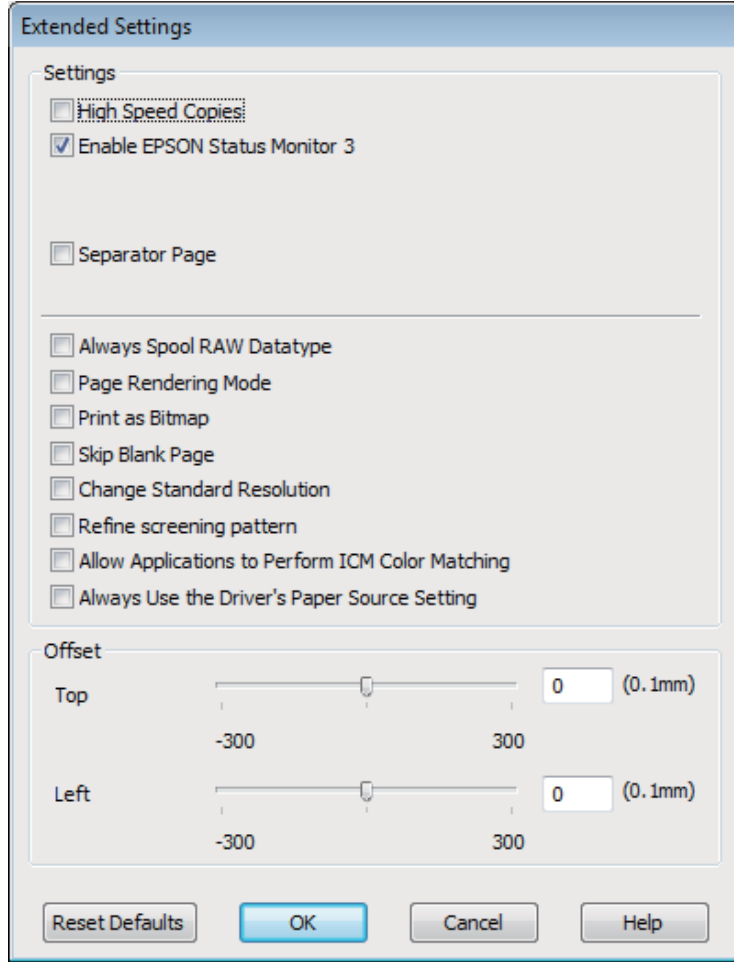 Extended Settings
Settings
High Speed Copies
Enable EPSON Status Monitor 3
Separator Page
Always Spool RAW Datatype
Page Rendering Mode
Print as Bitmap
Skip Blank Page
Change Standard Resolution
Refine screening pattern
Allow Applications to Perform ICM Color Matching
Always Use the Driver's Paper Source Setting
Offset
Top 0 (0.1mm)
-300 300
Left 0 (0.1mm)
-300 300
Reset Defaults OK Cancel Help